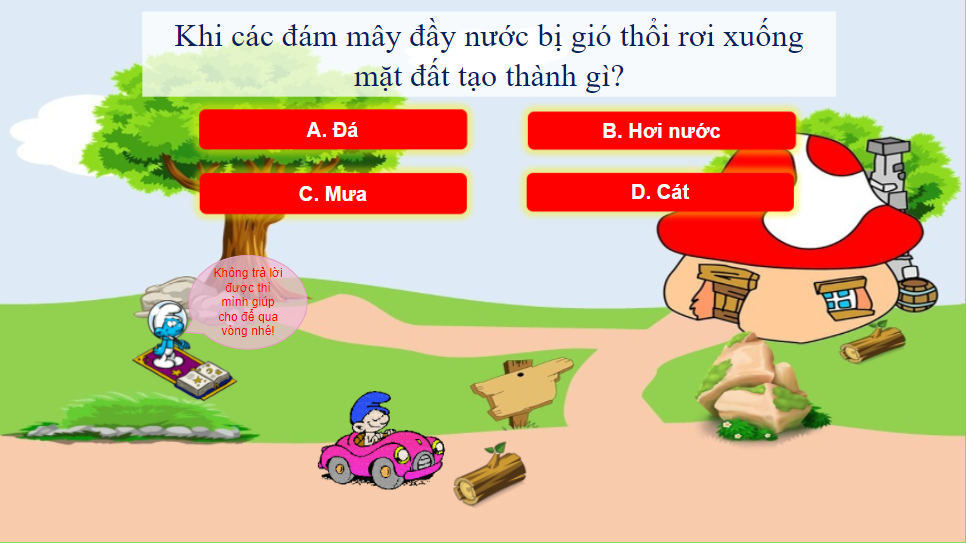 Khi các đám mây đầy nước bị gió thổi rơi xuống
mặt đất tạo thành gì?
A. Đá
B. Hơi nước
C. Mưa
D. Cát
Không trả lời
được thì
mình giúp
cho để qua
vòng nhé!